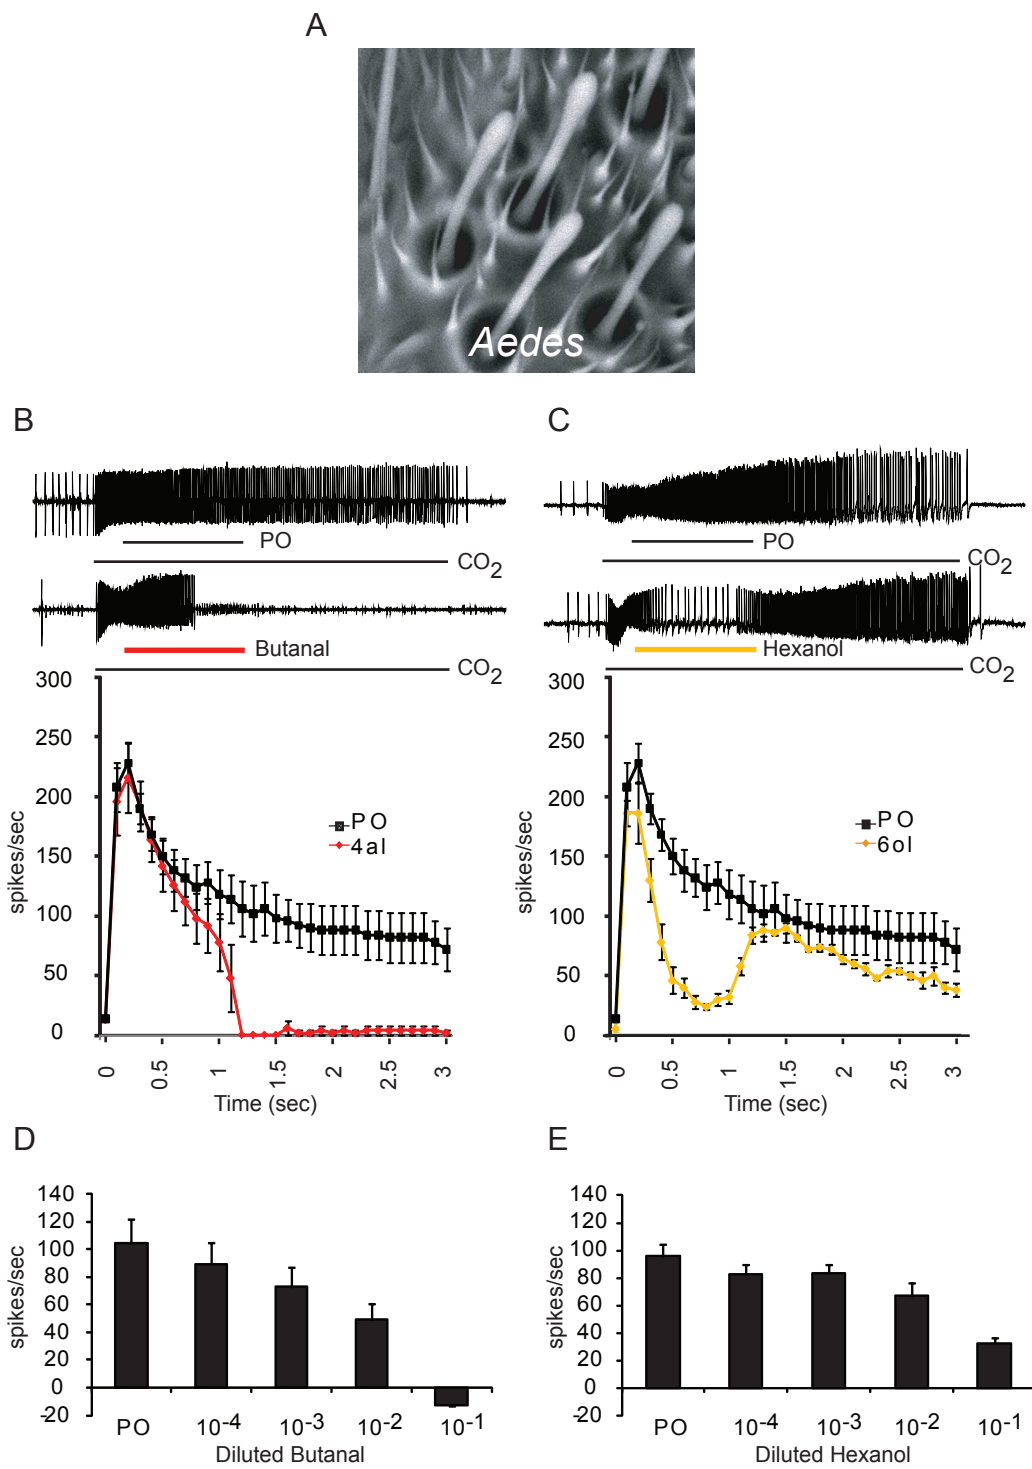 A
Aedes
B
PO
CO2
Butanal
CO2
300
250
200
150
100
50
0
spikes/sec
PO
4al
0
0.5
1
1.5
2
2.5
3
Time (sec)
C
PO
CO2
Hexanol
CO2
300
250
200
150
100
50
0
spikes/sec
PO
6ol
0
0.5
1
1.5
2
2.5
3
Time (sec)
D
140
120
100
80
60
40
20
0
-20
spikes/sec
PO 10-4 10-3 10-2 10-1
Diluted Butanal
E
140
120
100
80
60
40
20
0
-20
spikes/sec
PO 10-4 10-3 10-2 10-1
Diluted Hexanol